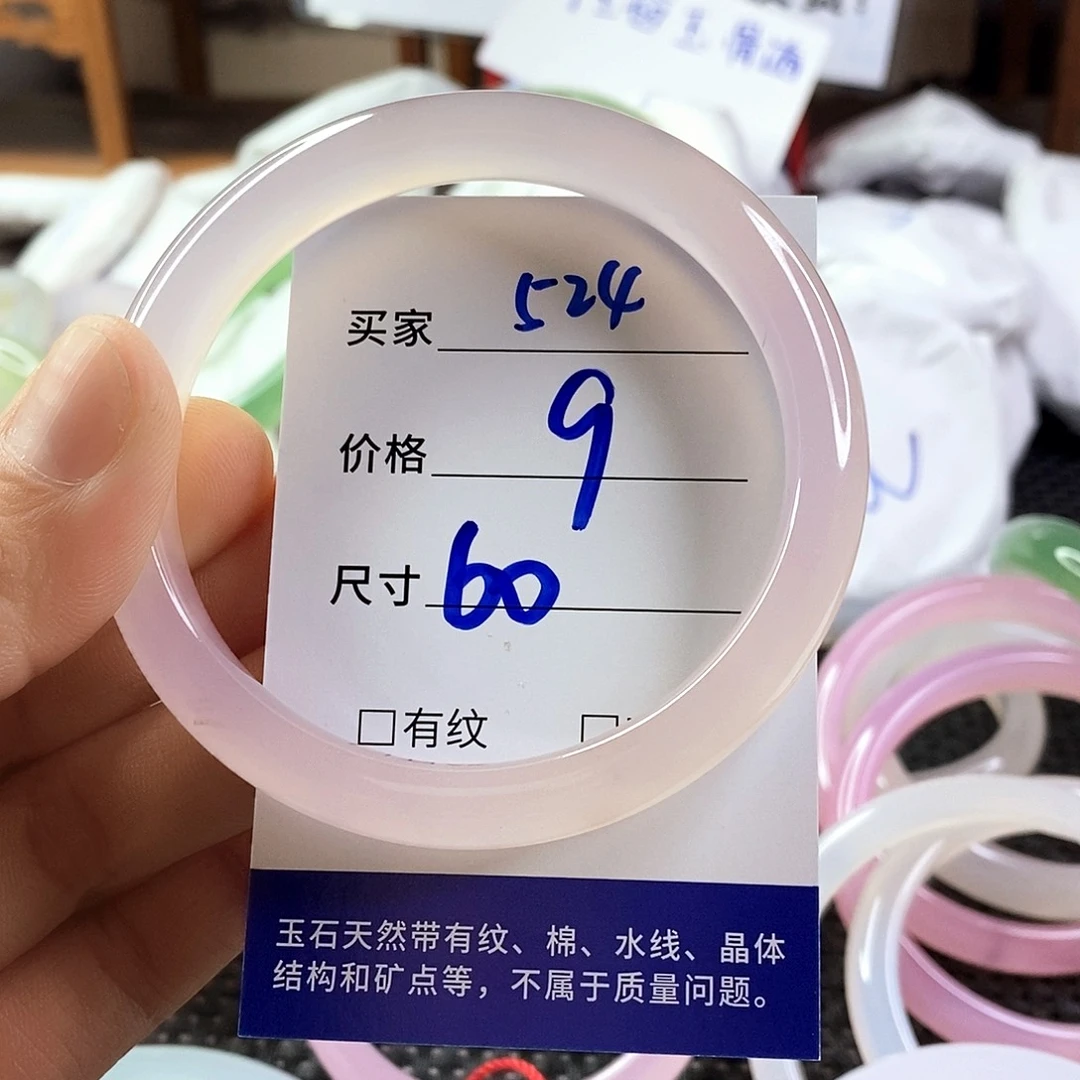 买家 524
价格 9
尺寸 60
□有纹 □
玉石天然带有纹、棉、水线、晶体
结构和矿点等，不属于质量问题。